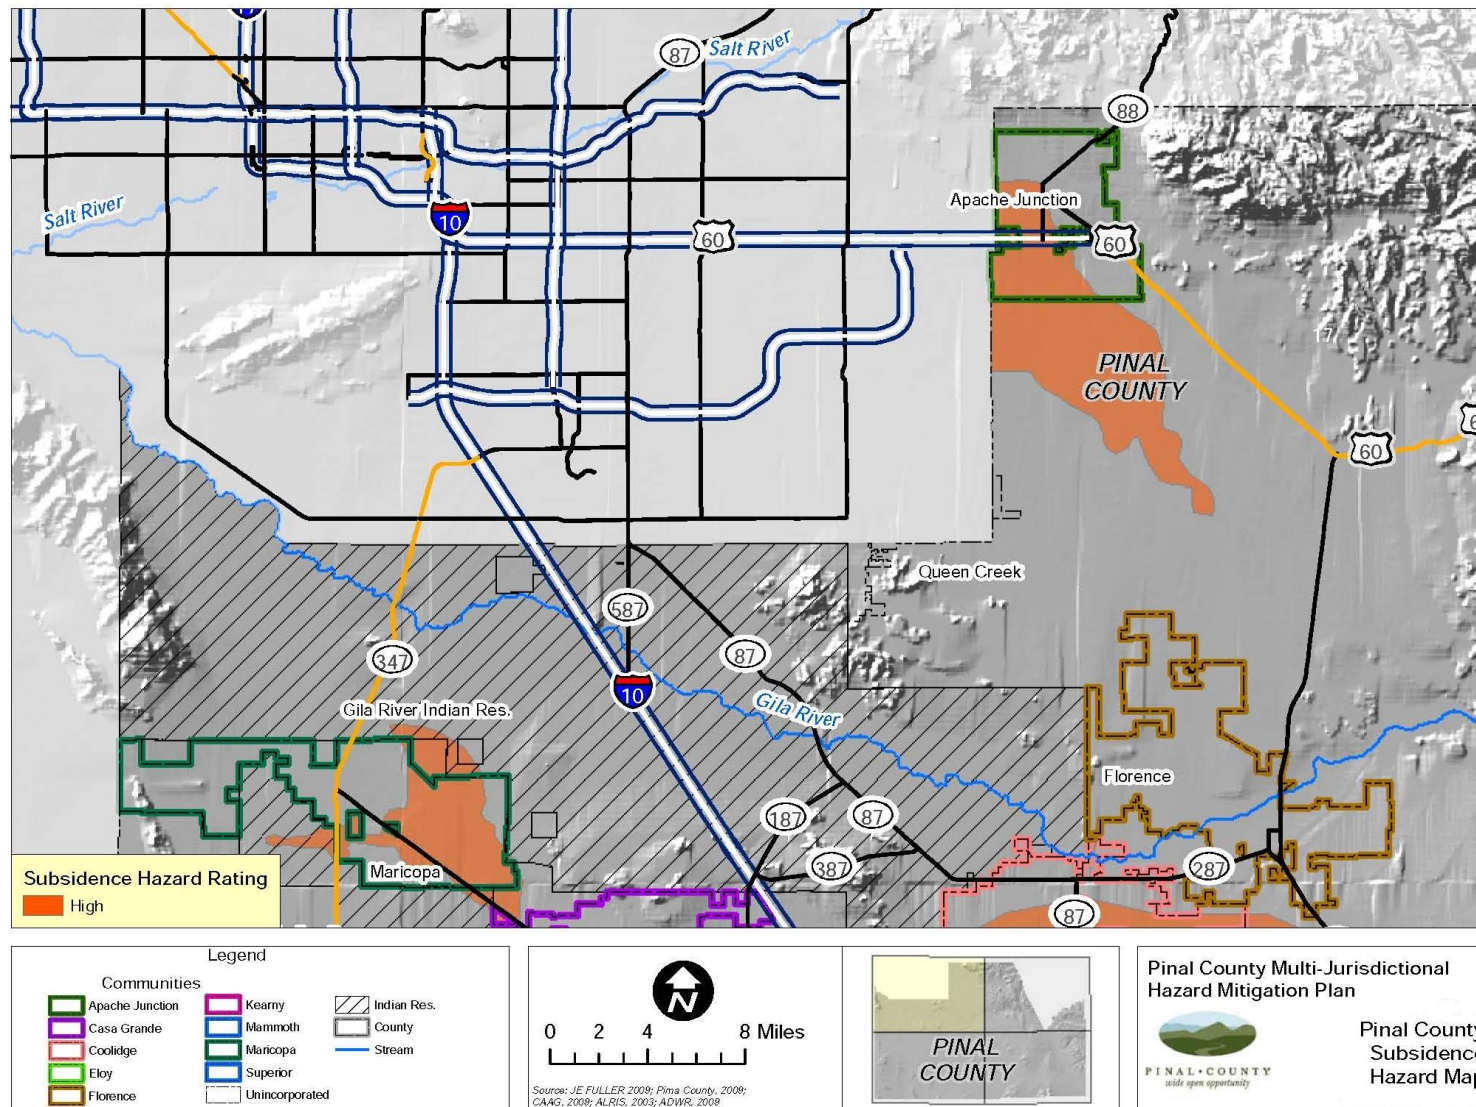 17
87
Salt River
88
Salt River
Apache Junction
10
60
60
17
PINAL
COUNTY
60
Queen Creek
587
87
347
10
Gila River Indian Res.
Gila River
Florence
187
87
387
287
Maricopa
87
Subsidence Hazard Rating
High
Legend
Communities
Apache Junction
Casa Grande
Coolidge
Eloy
Florence
Kearny
Mammoth
Maricopa
Superior
Unincorporated
Indian Res.
County
Stream
N
0 2 4 8 Miles
Source: JE FULLER 2009; Pima County, 2009;
CAAG, 2009; ALRIS, 2003; ADWR, 2009
PINAL
COUNTY
Pinal County Multi-Jurisdictional
Hazard Mitigation Plan
PINAL • COUNTY
wide open opportunity
Pinal County
Subsidence
Hazard Map